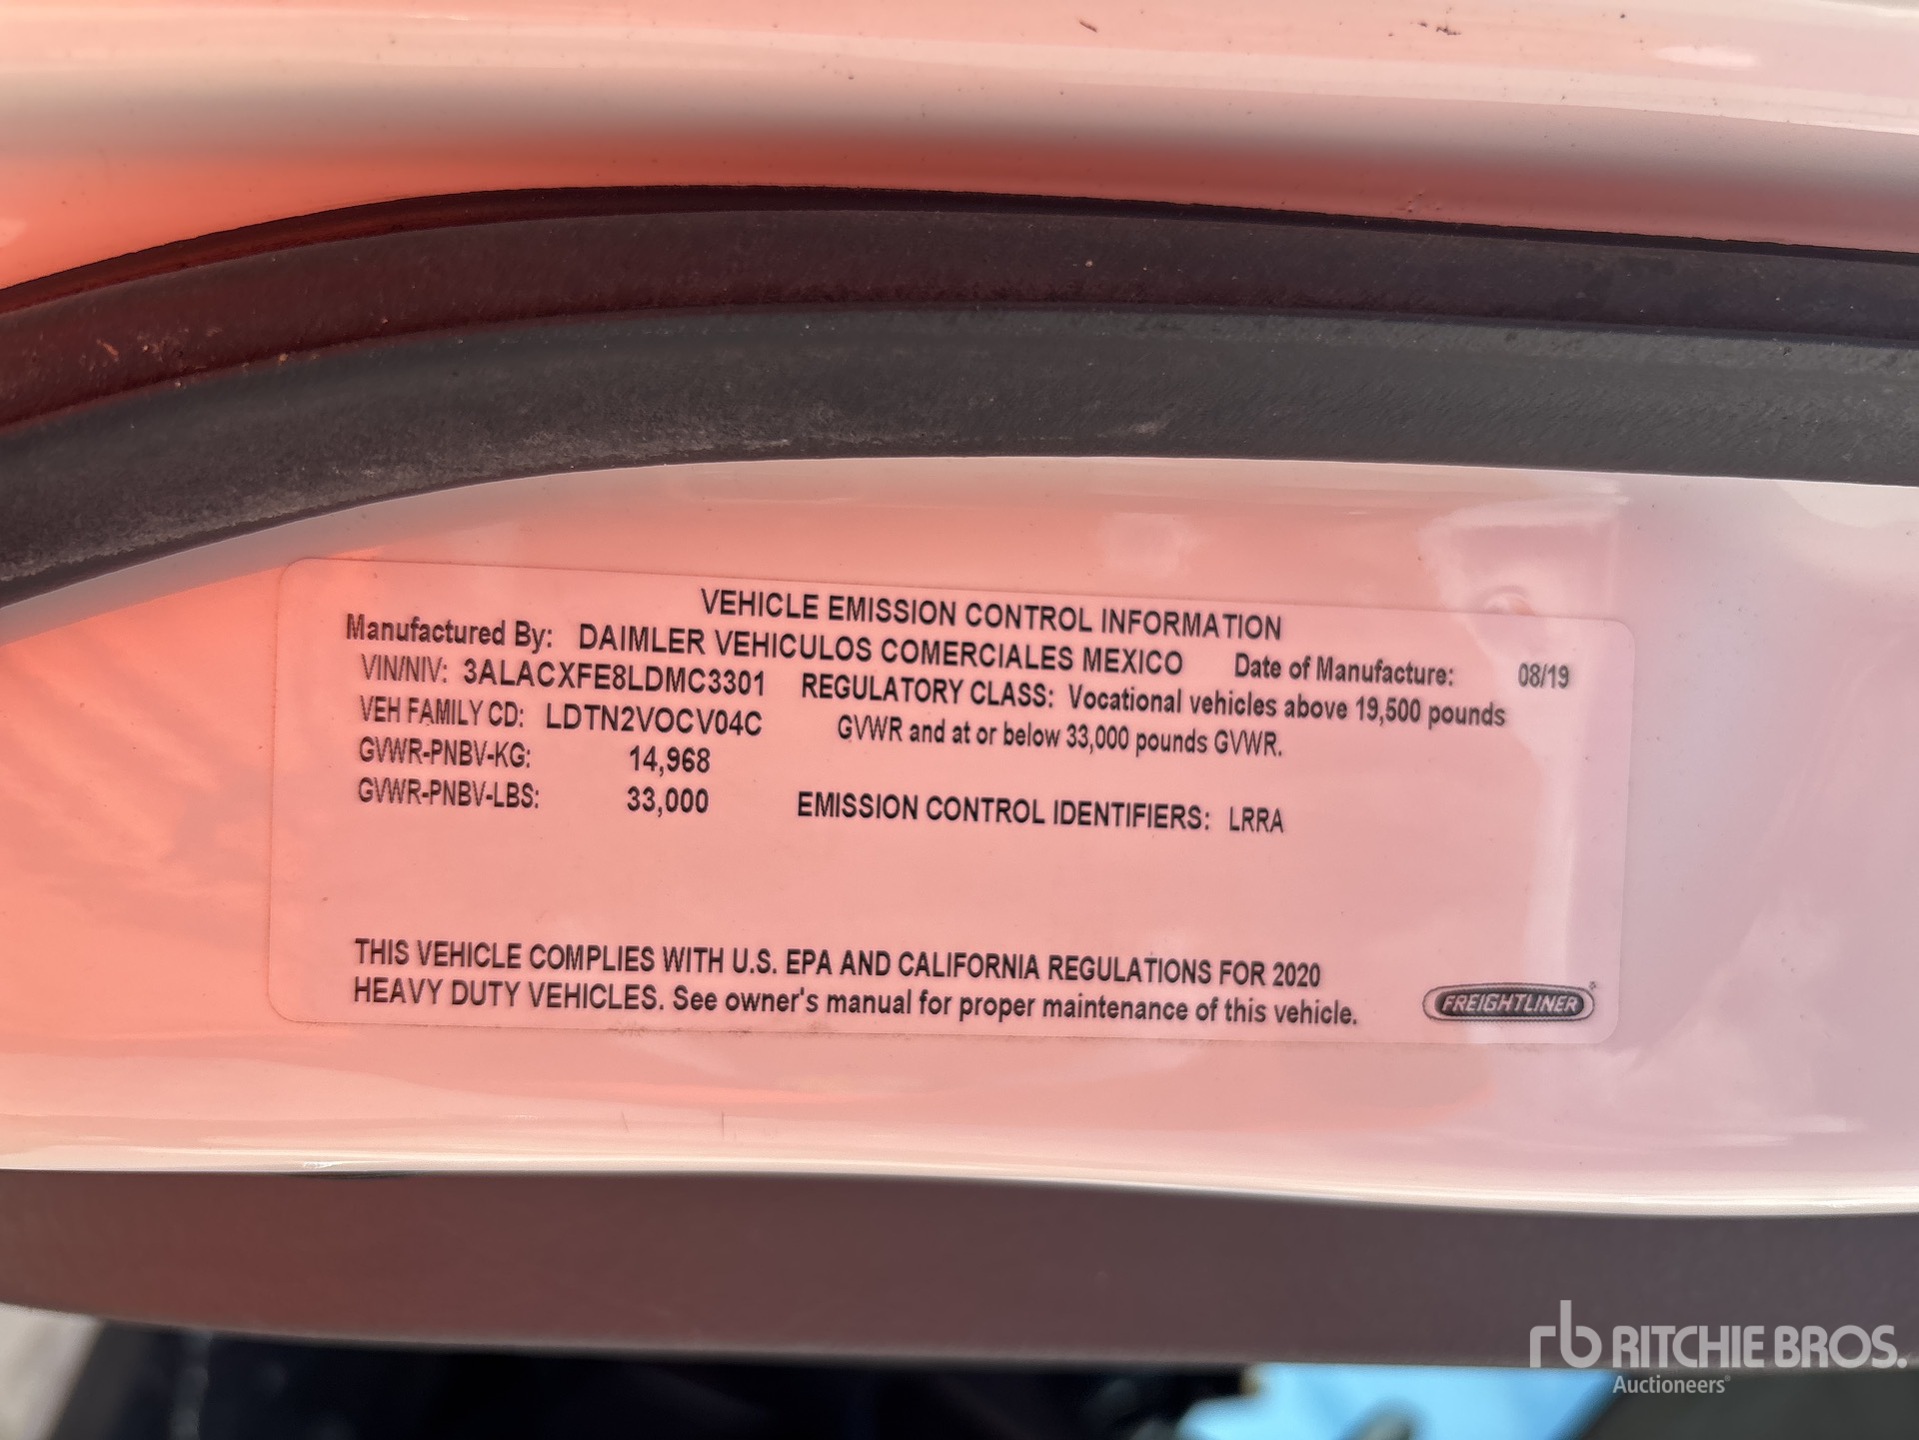 VEHICLE EMISSION CONTROL INFORMATION
Manufactured By: DAIMLER VEHICULOS COMERCIALES MEXICO Date of Manufacture: 08/19
VIN/NIV: 3ALACXFE8LDMC3301 REGULATORY CLASS: Vocational vehicles above 19,500 pounds
VEH FAMILY CD: LDTN2VOCV04C GVWR and at or below 33,000 pounds GVWR.
GVWR-PNBV-KG: 14,968
GVWR-PNBV-LBS: 33,000 EMISSION CONTROL IDENTIFIERS: LRRA
THIS VEHICLE COMPLIES WITH U.S. EPA AND CALIFORNIA REGULATIONS FOR 2020
HEAVY DUTY VEHICLES. See owner's manual for proper maintenance of this vehicle.
FREIGHTLINER
rb RITCHIE BROS.
Auctioneers®